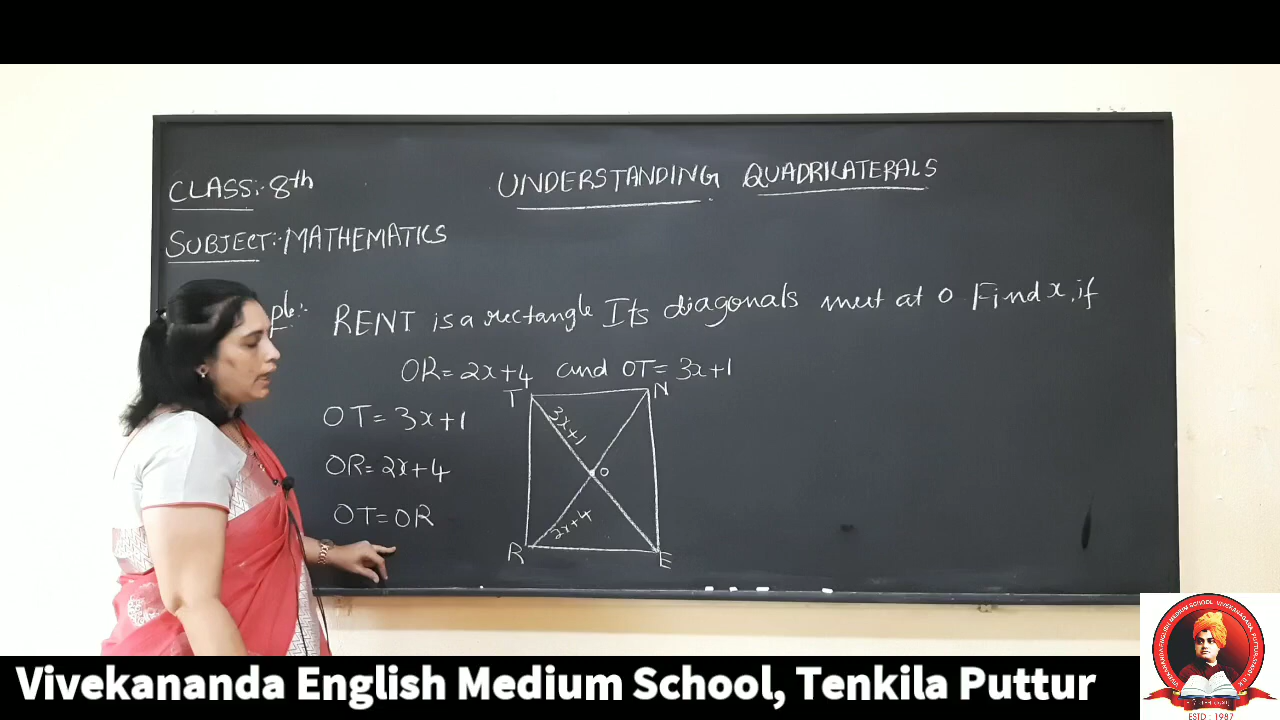 CLASS:- 8th
UNDERSTANDING QUADRILATERALS
SUBJECT:- MATHEMATICS
ple:- RENT is a rectangle Its diagonals meet at O Find x, if
OR= 2x+4 and OT= 3x+1
T
N
OT= 3x+1
3x+1
OR= 2x+4
O
OT= OR
2x+4
R
E
Vivekananda English Medium School, Tenkila Puttur
ESTD : 1987